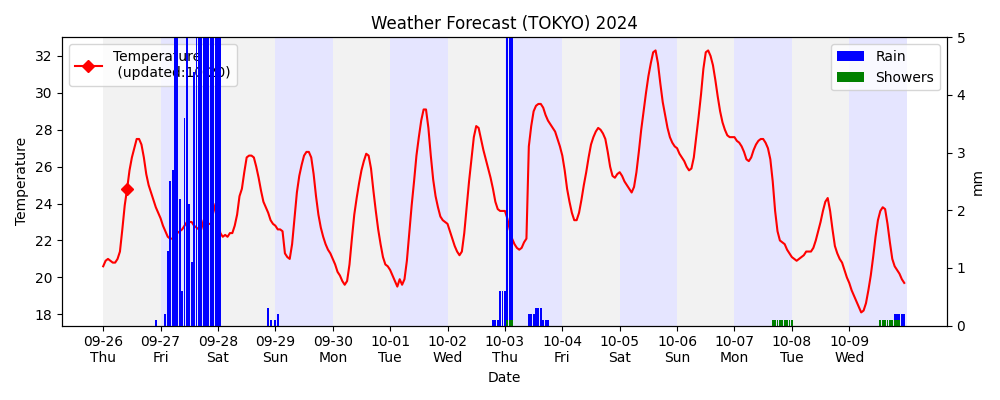 Weather Forecast (TOKYO) 2024
Temperature
32
30
28
26
24
22
20
18
Temperature
(updated:10:20)
Rain
Showers
5
4
3
2
1
0
mm
09-26 09-27 09-28 09-29 09-30 10-01 10-02 10-03 10-04 10-05 10-06 10-07 10-08 10-09
Thu Fri Sat Sun Mon Tue Wed Thu Fri Sat Sun Mon Tue Wed
Date